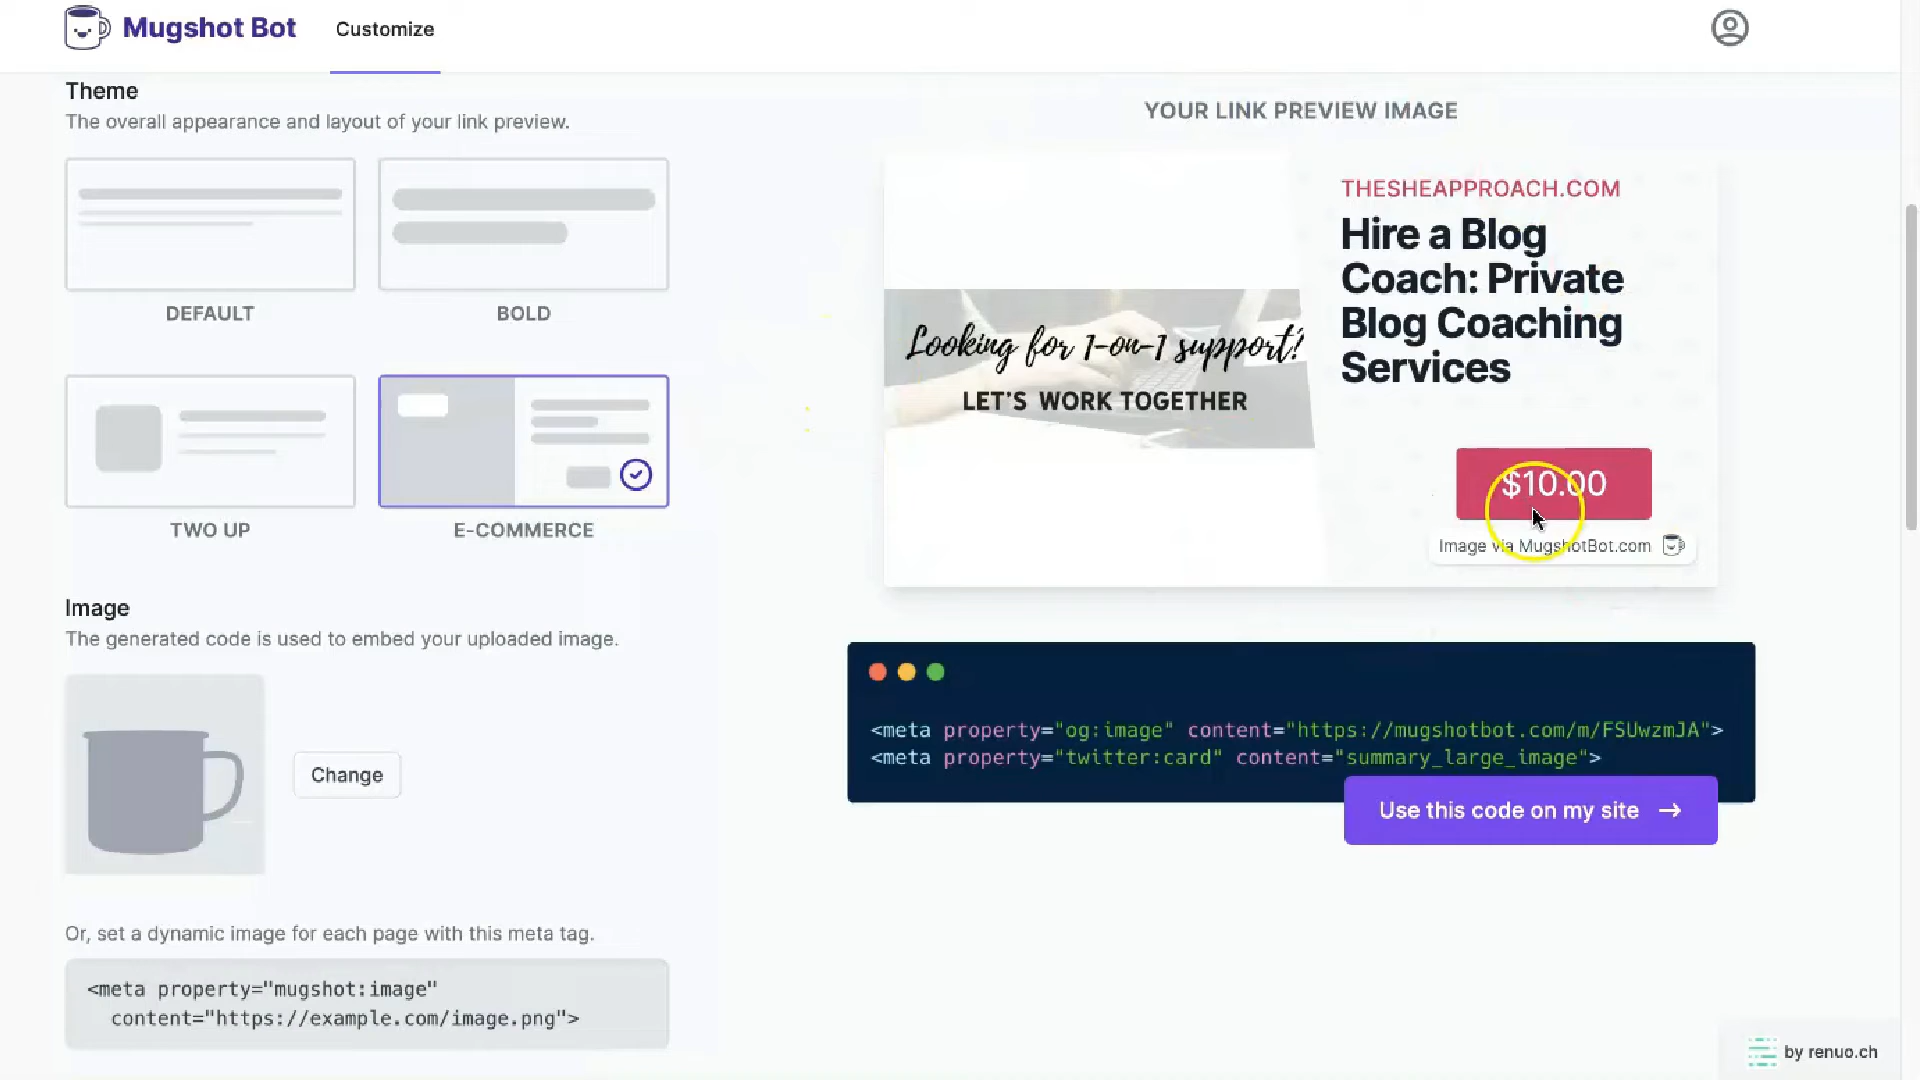 Mugshot Bot
Customize
Theme
The overall appearance and layout of your link preview.
DEFAULT
BOLD
TWO UP
E-COMMERCE
Image
The generated code is used to embed your uploaded image.
Change
Or, set a dynamic image for each page with this meta tag.
<meta property="mugshot:image"
content="https://example.com/image.png">
YOUR LINK PREVIEW IMAGE
Looking for 1-on-1 support?
LET'S WORK TOGETHER
THESHEAPPROACH.COM
Hire a Blog
Coach: Private
Blog Coaching
Services
$10.00
Image via MugshotBot.com
<meta property="og:image" content="https://mugshotbot.com/m/FSUwzmJA">
<meta property="twitter:card" content="summary_large_image">
Use this code on my site →
by renuo.ch